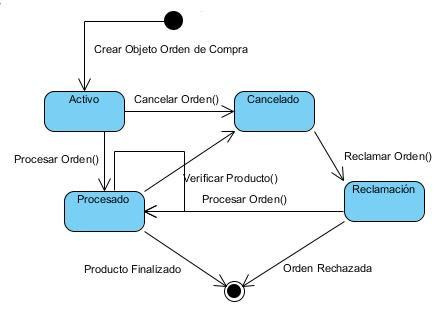 Crear Objeto Orden de Compra
Activo
Cancelar Orden()
Cancelado
Procesar Orden()
Reclamar Orden()
Verificar Producto()
Procesado
Procesar Orden()
Reclamación
Producto Finalizado
Orden Rechazada